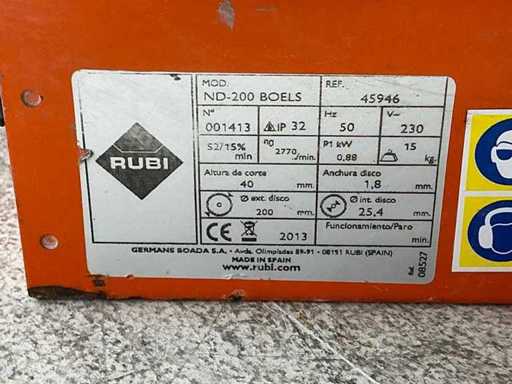 MOD.
ND-200 BOELS
REF.
45946
Nº
001413
IP 32
Hz
50
V~
230
S2/15%
min
n0
2770 /min.
P1 kW
0,88
15
kg.
Altura de corte
40 mm.
Anchura disco
1,8 mm.
Ø ext. disco
200 mm.
Ø int. disco
25,4 mm.
CE
2013
Funcionamiento/Paro
min.
RUBI
GERMANS BOADA S.A. - Avda. Olimpíades 89-91 - 08191 RUBI (SPAIN)
MADE IN SPAIN
www.rubi.com
Ref. 08527